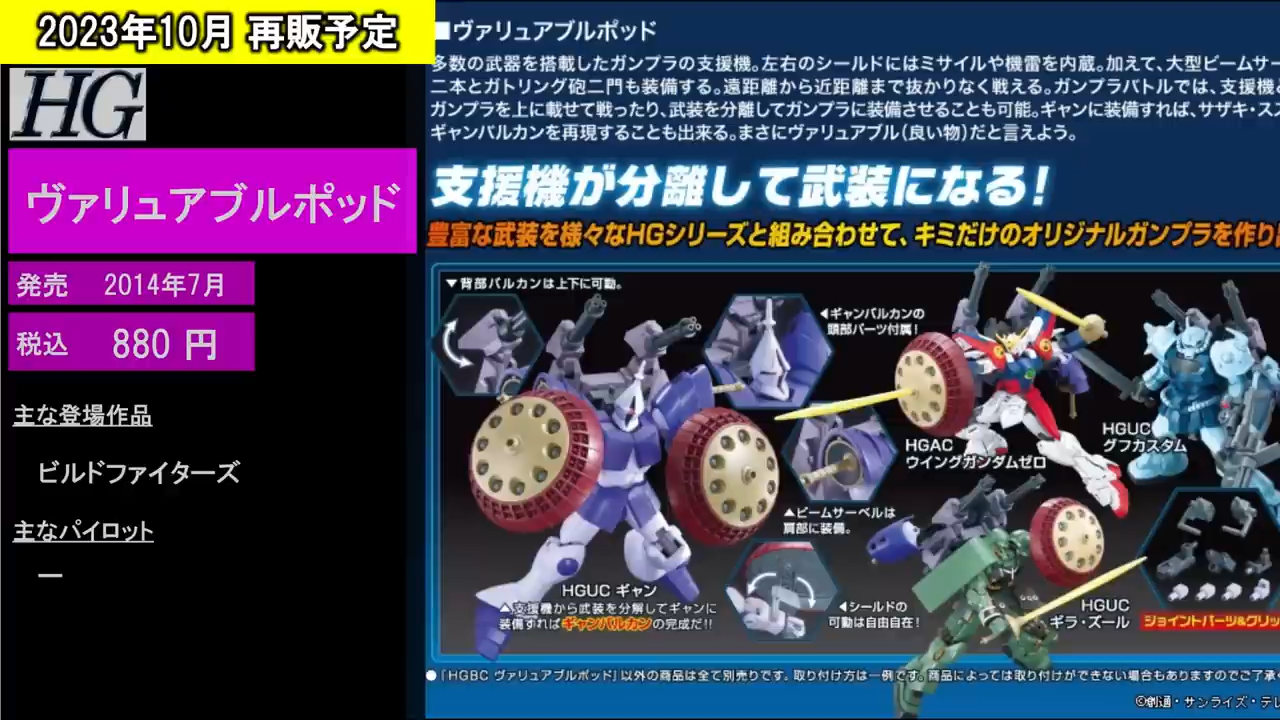 2023年10月 再販予定
HG
ヴァリュアブルポッド
発売 2014年7月
税込 880 円
主な登場作品
ビルドファイターズ
主なパイロット
ー
■ヴァリュアブルポッド
多数の武器を搭載したガンプラの支援機。左右のシールドにはミサイルや機雷を内蔵。加えて、大型ビームサー
二本とガトリング砲二門も装備する。遠距離から近距離まで抜かりなく戦える。ガンプラバトルでは、支援機と
ガンプラを上に載せて戦ったり、武装を分離してガンプラに装備させることも可能。ギャンに装備すれば、サザキ・ス
ギャンバルカンを再現することも出来る。まさにヴァリュアブル(良い物)だと言えよう。
支援機が分離して武装になる!
豊富な武装を様々なHGシリーズと組み合わせて、キミだけのオリジナルガンプラを作り
▼背部バルカンは上下に可動。
◀ギャンバルカンの
頭部パーツ付属!
HGAC
ウイングガンダムゼロ
HGUC
グフカスタム
▲ビームサーベルは
肩部に装備。
HGUC ギャン
▲支援機から武装を分解してギャンに
装備すればギャンバルカンの完成だ!!
◀シールドの
可動は自由自在!
HGUC
ギラ・ズール
ジョイントパーツ&クリッ
●「HGBC ヴァリュアブルポッド」以外の商品は全て別売りです。取り付け方は一例です。商品によっては取り付けができない場合もありますのでご了承
©創通・サンライズ・テレ